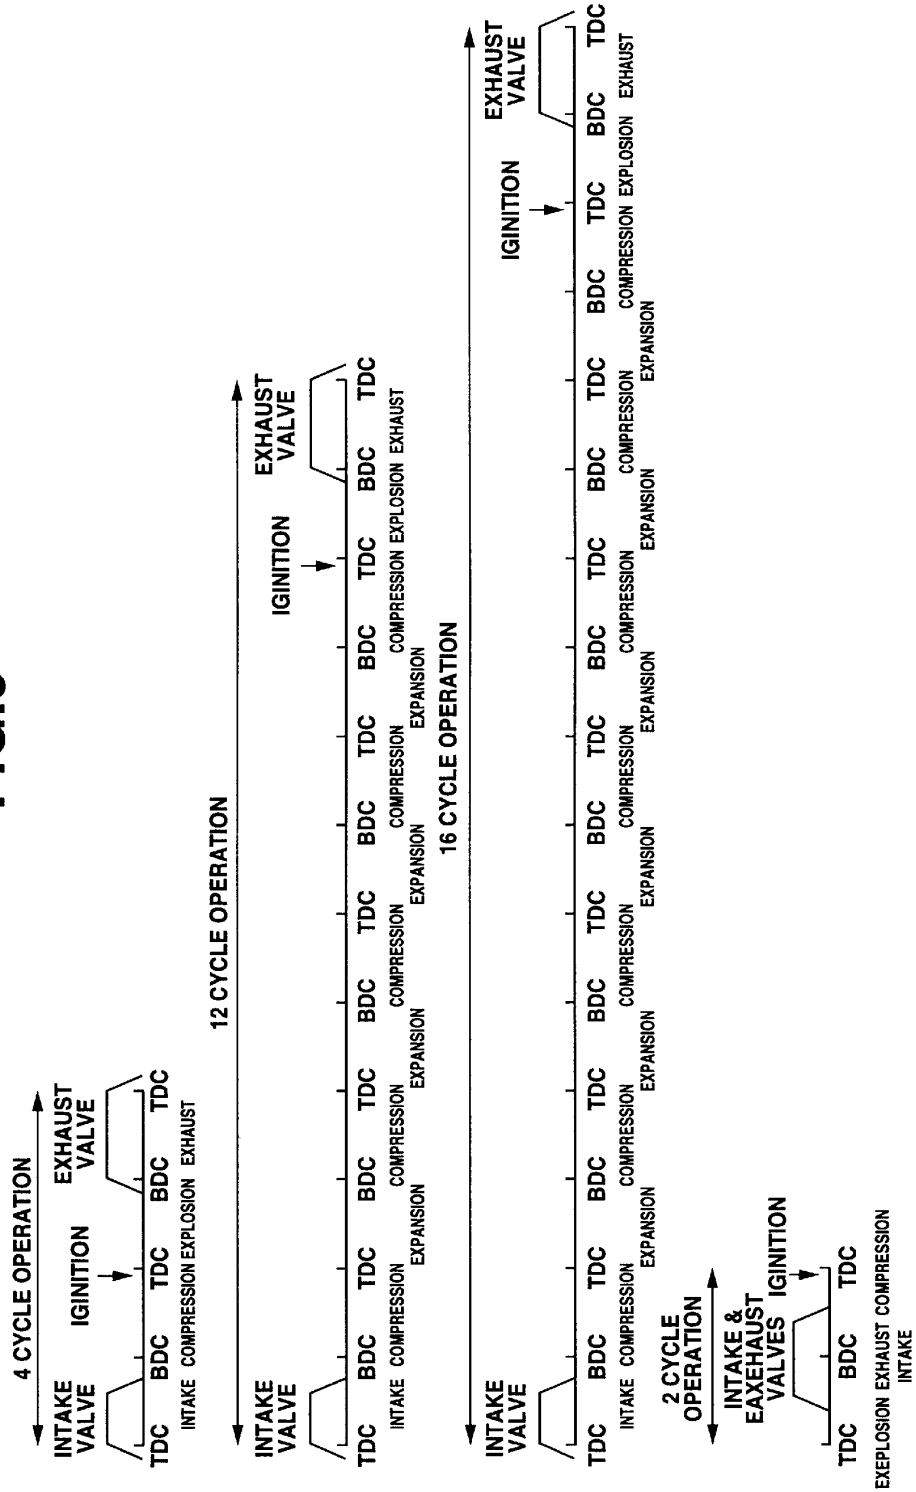 4 CYCLE OPERATION
INTAKE VALVE
IGINITION
EXHAUST VALVE
TDC BDC TDC BDC TDC
INTAKE COMPRESSION EXPLOSION EXHAUST
12 CYCLE OPERATION
INTAKE VALVE
IGINITION
EXHAUST VALVE
TDC BDC TDC BDC TDC BDC TDC BDC TDC BDC TDC BDC TDC
INTAKE COMPRESSION COMPRESSION COMPRESSION COMPRESSION COMPRESSION EXPLOSION EXHAUST
EXPANSION EXPANSION EXPANSION EXPANSION
16 CYCLE OPERATION
INTAKE VALVE
IGINITION
EXHAUST VALVE
TDC BDC TDC BDC TDC BDC TDC BDC TDC BDC TDC BDC TDC BDC TDC BDC TDC
INTAKE COMPRESSION COMPRESSION COMPRESSION COMPRESSION COMPRESSION COMPRESSION COMPRESSION EXPLOSION EXHAUST
EXPANSION EXPANSION EXPANSION EXPANSION EXPANSION EXPANSION
2 CYCLE
OPERATION
INTAKE &
EAXEHAUST
VALVES
IGINITION
TDC BDC TDC
EXEPLOSION EXHAUST COMPRESSION
INTAKE